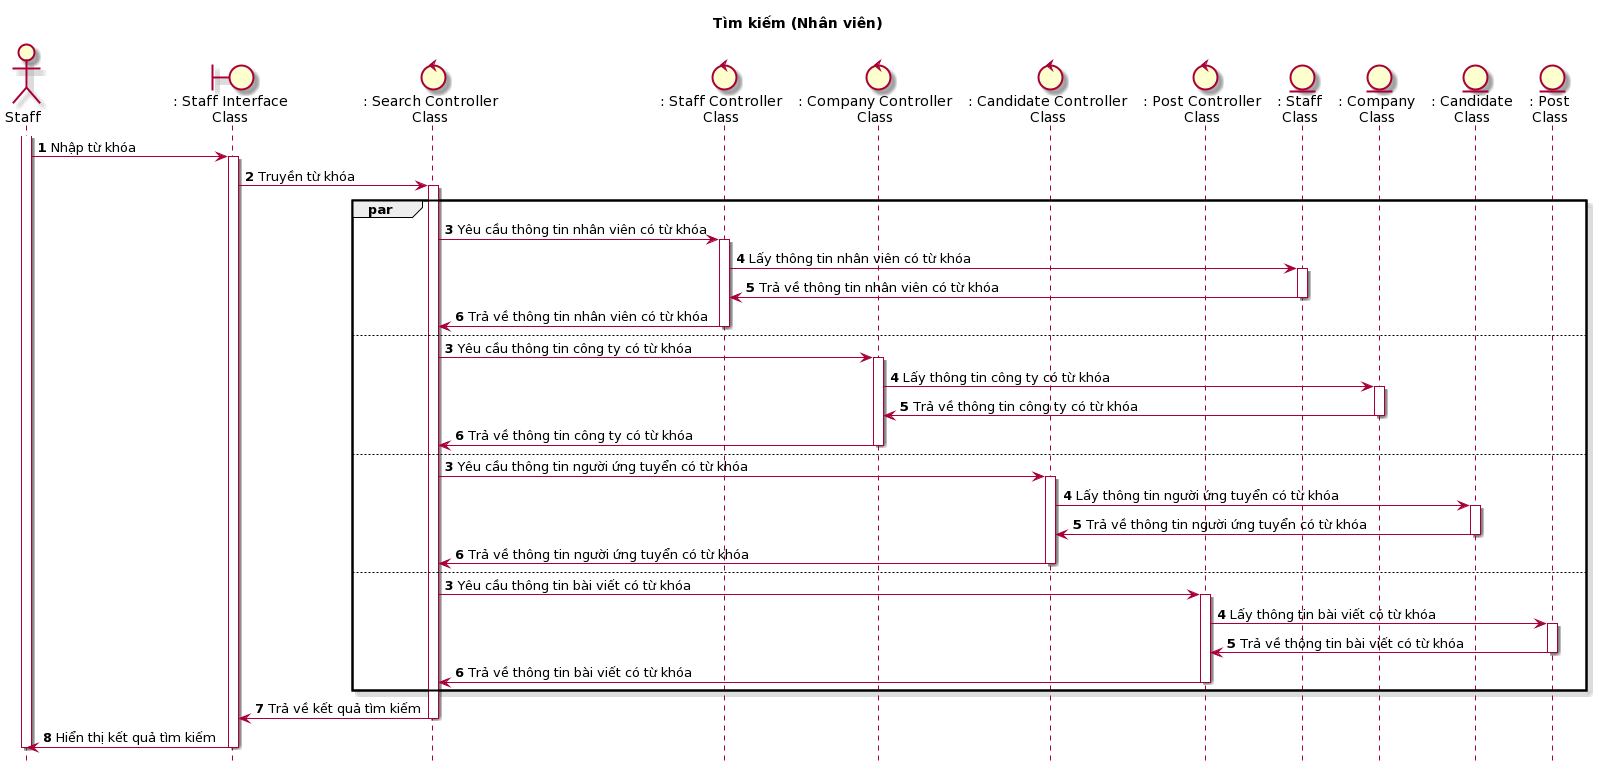 Tìm kiếm (Nhân viên)
Staff
: Staff Interface
Class
: Search Controller
Class
: Staff Controller
Class
: Company Controller
Class
: Candidate Controller
Class
: Post Controller
Class
: Staff
Class
: Company
Class
: Candidate
Class
: Post
Class
1 Nhập từ khóa
2 Truyền từ khóa
par
3 Yêu cầu thông tin nhân viên có từ khóa
4 Lấy thông tin nhân viên có từ khóa
5 Trả về thông tin nhân viên có từ khóa
6 Trả về thông tin nhân viên có từ khóa
3 Yêu cầu thông tin công ty có từ khóa
4 Lấy thông tin công ty có từ khóa
5 Trả về thông tin công ty có từ khóa
6 Trả về thông tin công ty có từ khóa
3 Yêu cầu thông tin người ứng tuyển có từ khóa
4 Lấy thông tin người ứng tuyển có từ khóa
5 Trả về thông tin người ứng tuyển có từ khóa
6 Trả về thông tin người ứng tuyển có từ khóa
3 Yêu cầu thông tin bài viết có từ khóa
4 Lấy thông tin bài viết có từ khóa
5 Trả về thông tin bài viết có từ khóa
6 Trả về thông tin bài viết có từ khóa
7 Trả về kết quả tìm kiếm
8 Hiển thị kết quả tìm kiếm